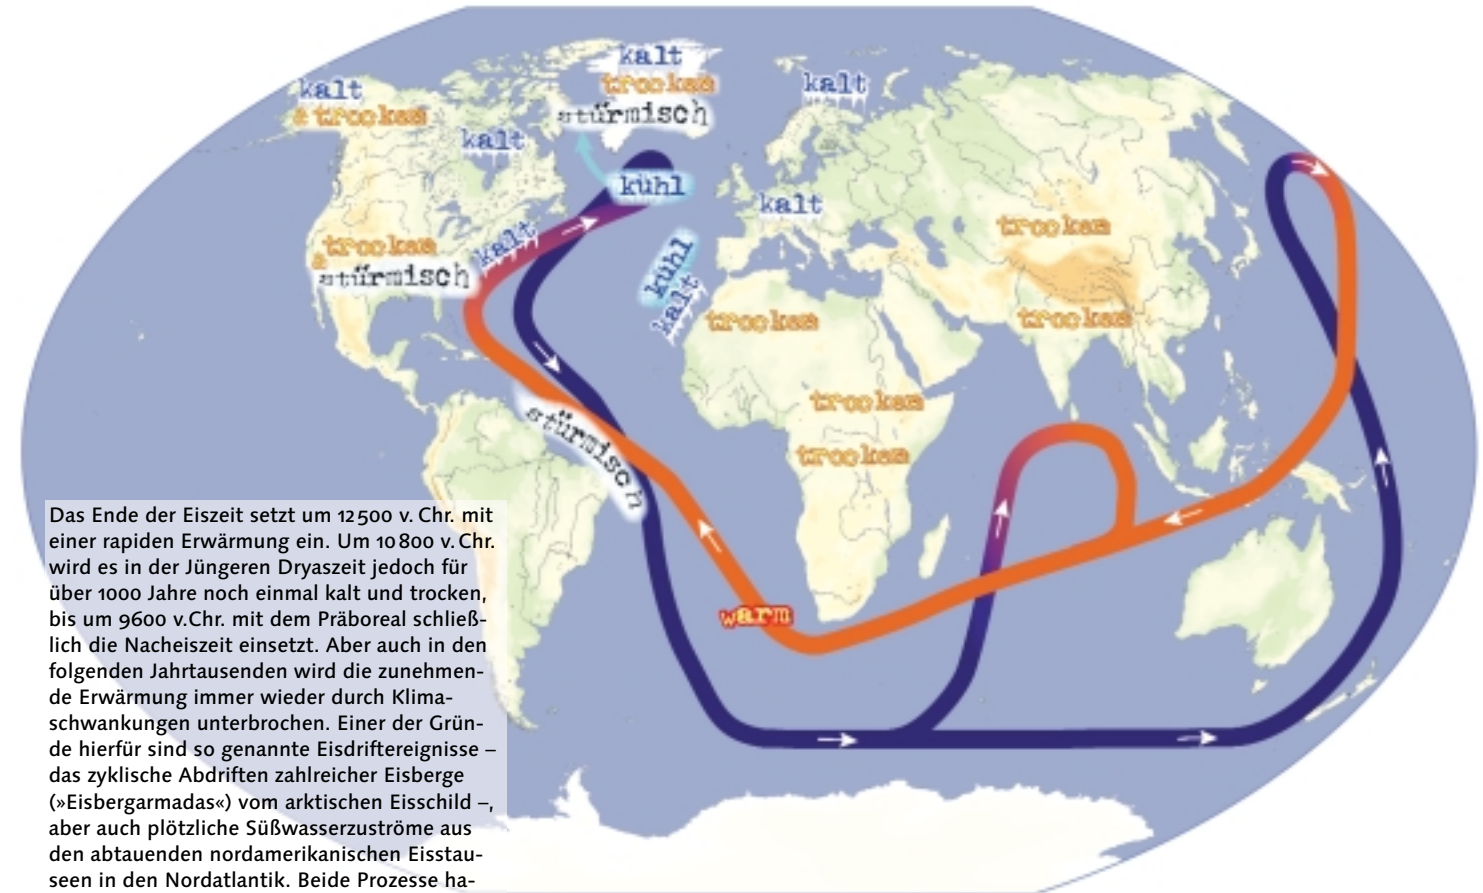 kalt
trocken
stürmisch
kalt
& trocken
kalt
kalt
kühl
kalt
kalt
trocken
& stürmisch
kühl
kalt
trocken
trocken
trocken
stürmisch
trocken
trocken
warm
Das Ende der Eiszeit setzt um 12 500 v. Chr. mit
einer rapiden Erwärmung ein. Um 10 800 v. Chr.
wird es in der Jüngeren Dryaszeit jedoch für
über 1000 Jahre noch einmal kalt und trocken,
bis um 9600 v.Chr. mit dem Präboreal schließ-
lich die Nacheiszeit einsetzt. Aber auch in den
folgenden Jahrtausenden wird die zunehmen-
de Erwärmung immer wieder durch Klima-
schwankungen unterbrochen. Einer der Grün-
de hierfür sind so genannte Eisdriftereignisse –
das zyklische Abdriften zahlreicher Eisberge
(»Eisbergarmadas«) vom arktischen Eisschild –,
aber auch plötzliche Süßwasserzuströme aus
den abtauenden nordamerikanischen Eisstau-
seen in den Nordatlantik. Beide Prozesse ha-